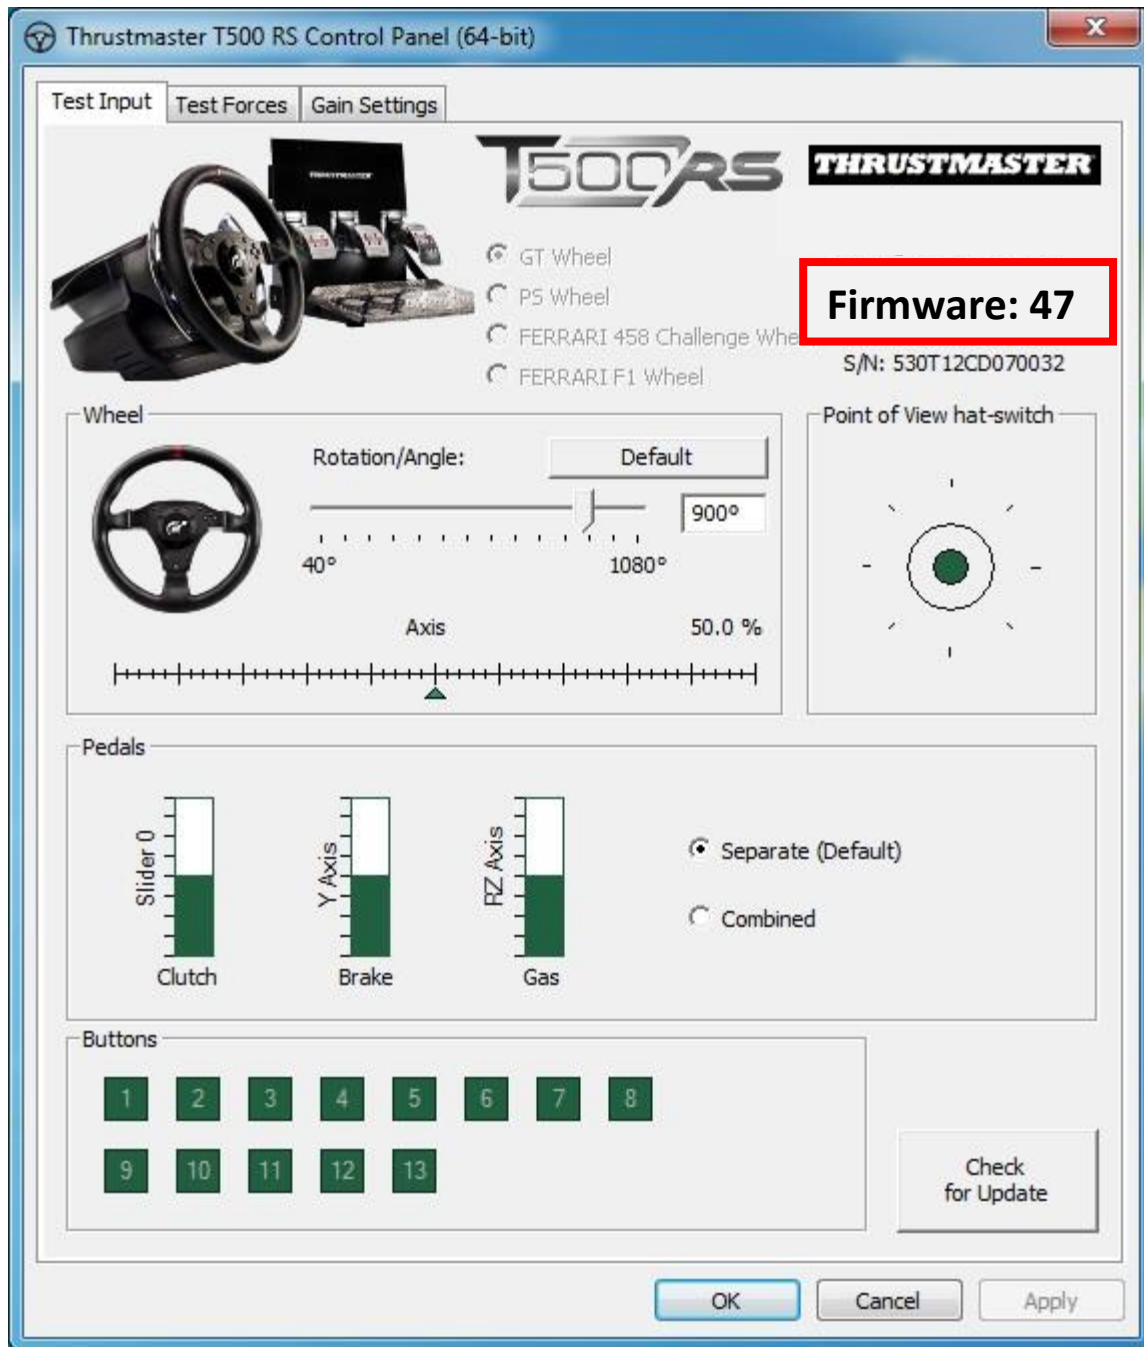 Thrustmaster T500 RS Control Panel (64-bit)
Test Input
Test Forces
Gain Settings
THRUSTMASTER
T500RS
THRUSTMASTER
GT Wheel
PS Wheel
FERRARI 458 Challenge Whe
FERRARI F1 Wheel
Firmware: 47
S/N: 530T12CD070032
Wheel
Rotation/Angle:
Default
900°
40°
1080°
Axis
50.0 %
Point of View hat-switch
Pedals
Slider 0
Clutch
Y Axis
Brake
RZ Axis
Gas
Separate (Default)
Combined
Buttons
1 2 3 4 5 6 7 8
9 10 11 12 13
Check
for Update
OK
Cancel
Apply